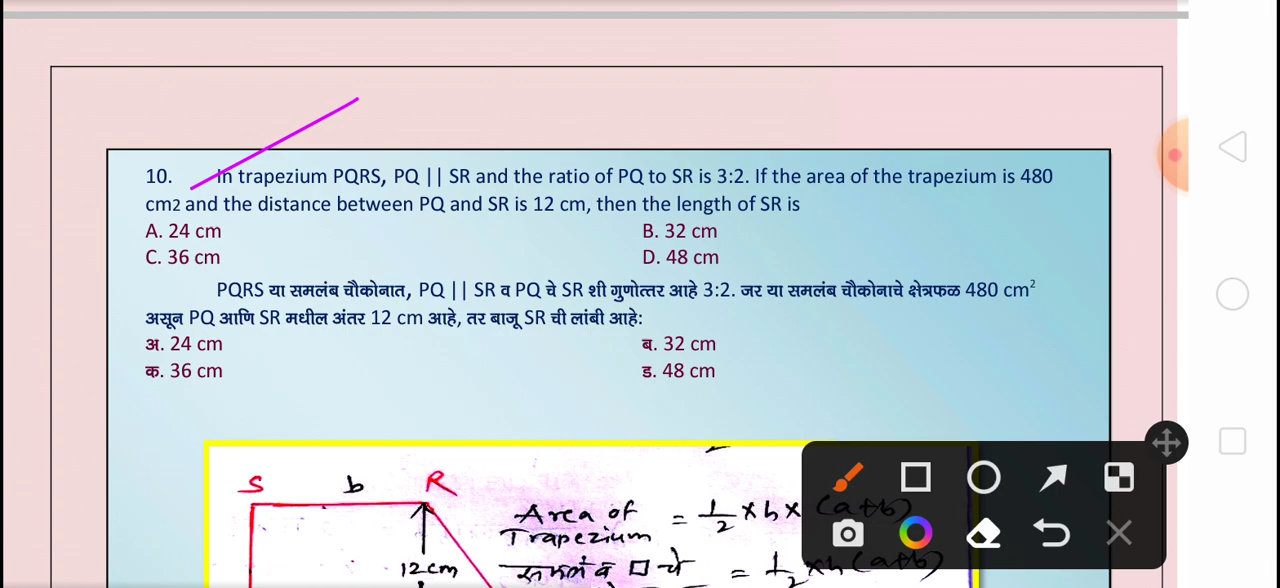 10. In trapezium PQRS, PQ || SR and the ratio of PQ to SR is 3:2. If the area of the trapezium is 480
cm2 and the distance between PQ and SR is 12 cm, then the length of SR is
A. 24 cm B. 32 cm
C. 36 cm D. 48 cm
PQRS या समलंब चौकोनात, PQ || SR व PQ चे SR शी गुणोत्तर आहे 3:2. जर या समलंब चौकोनाचे क्षेत्रफळ 480 cm²
असून PQ आणि SR मधील अंतर 12 cm आहे, तर बाजू SR ची लांबी आहे:
अ. 24 cm ब. 32 cm
क. 36 cm ड. 48 cm
S b R
Area of = 1/2 × h × (a+b)
Trapezium
12cm
= 1/2 × h (a+b)